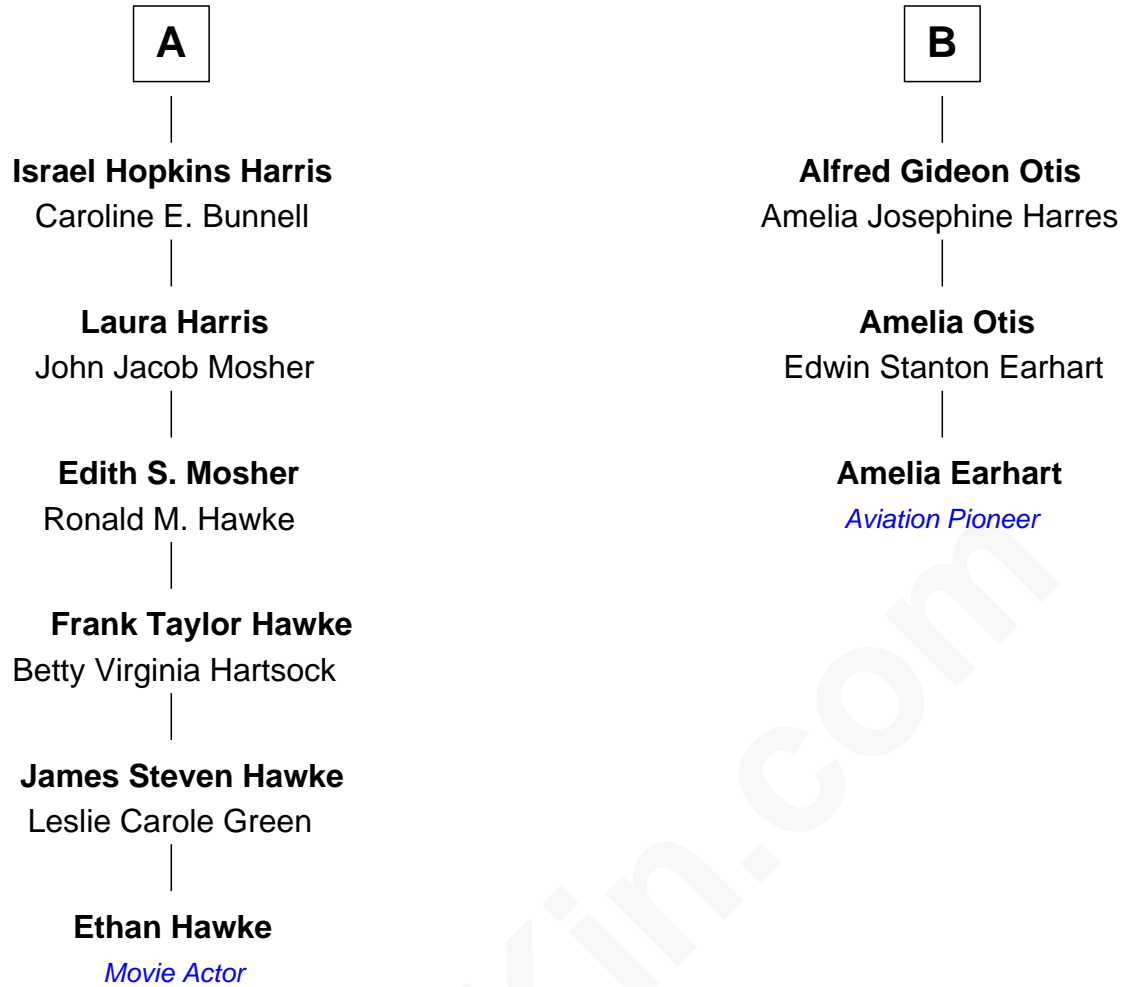 A
Israel Hopkins Harris
Caroline E. Bunnell
Laura Harris
John Jacob Mosher
Edith S. Mosher
Ronald M. Hawke
Frank Taylor Hawke
Betty Virginia Hartsock
James Steven Hawke
Leslie Carole Green
Ethan Hawke
Movie Actor
B
Alfred Gideon Otis
Amelia Josephine Harres
Amelia Otis
Edwin Stanton Earhart
Amelia Earhart
Aviation Pioneer